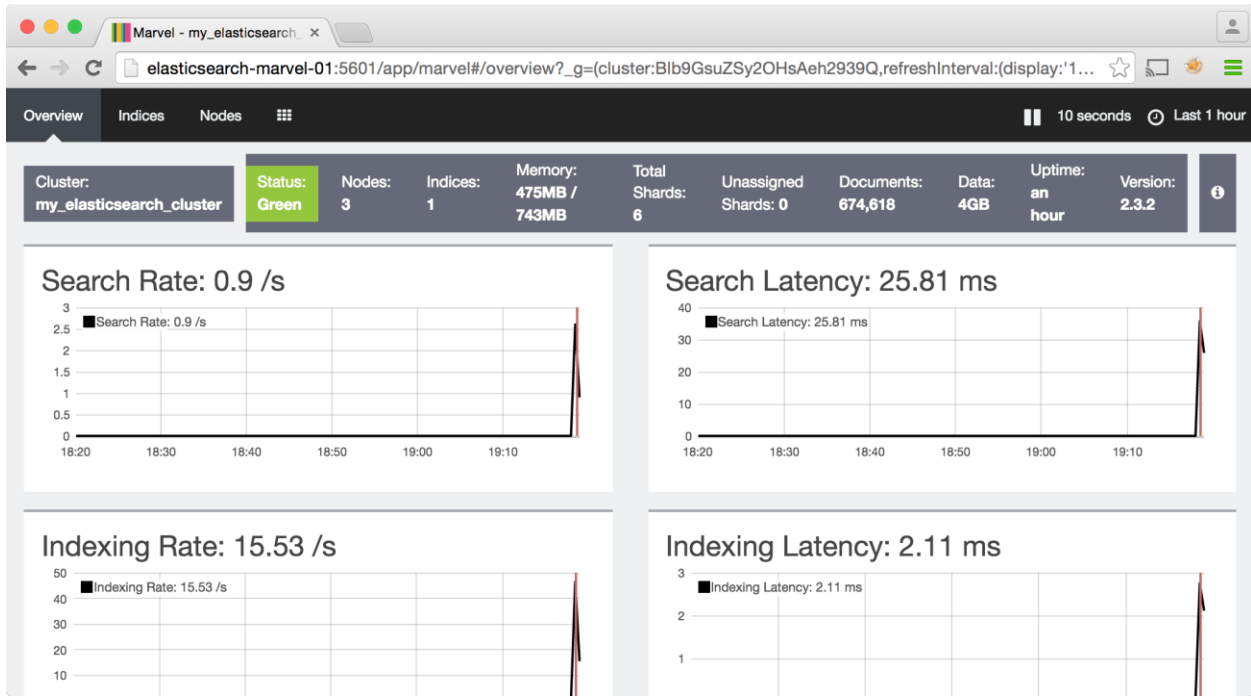 Marvel - my_elasticsearch_
elasticsearch-marvel-01:5601/app/marvel#/overview?_g=(cluster:Blb9GsuZSy2OHsAeh2939Q,refreshInterval:(display:'1...
Overview Indices Nodes 10 seconds Last 1 hour
Cluster:
my_elasticsearch_cluster
Status:
Green
Nodes:
3
Indices:
1
Memory:
475MB /
743MB
Total
Shards:
6
Unassigned
Shards: 0
Documents:
674,618
Data:
4GB
Uptime:
an
hour
Version:
2.3.2
Search Rate: 0.9 /s
3
Search Rate: 0.9 /s
2.5
2
1.5
1
0.5
0
18:20 18:30 18:40 18:50 19:00 19:10
Search Latency: 25.81 ms
40
Search Latency: 25.81 ms
30
20
10
0
18:20 18:30 18:40 18:50 19:00 19:10
Indexing Rate: 15.53 /s
50
Indexing Rate: 15.53 /s
40
30
20
10
Indexing Latency: 2.11 ms
3
Indexing Latency: 2.11 ms
2
1